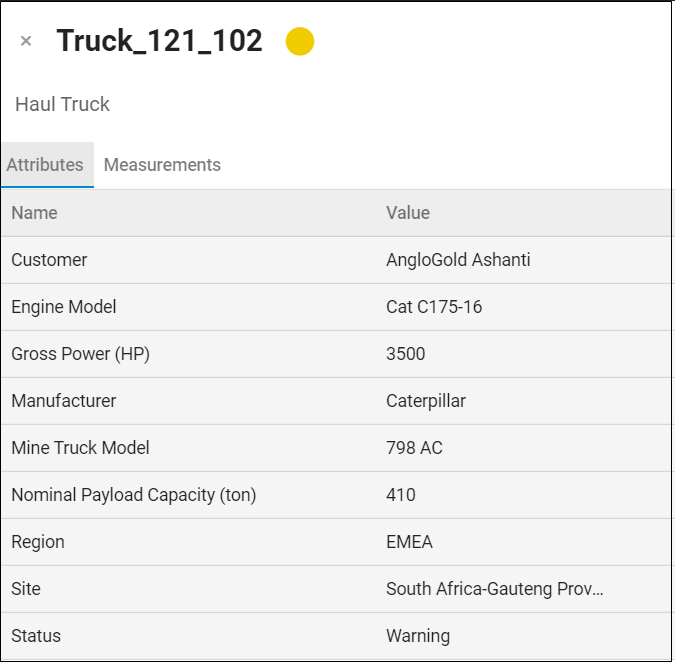 × Truck_121_102
Haul Truck
Attributes Measurements
Name Value
Customer AngloGold Ashanti
Engine Model Cat C175-16
Gross Power (HP) 3500
Manufacturer Caterpillar
Mine Truck Model 798 AC
Nominal Payload Capacity (ton) 410
Region EMEA
Site South Africa-Gauteng Prov...
Status Warning